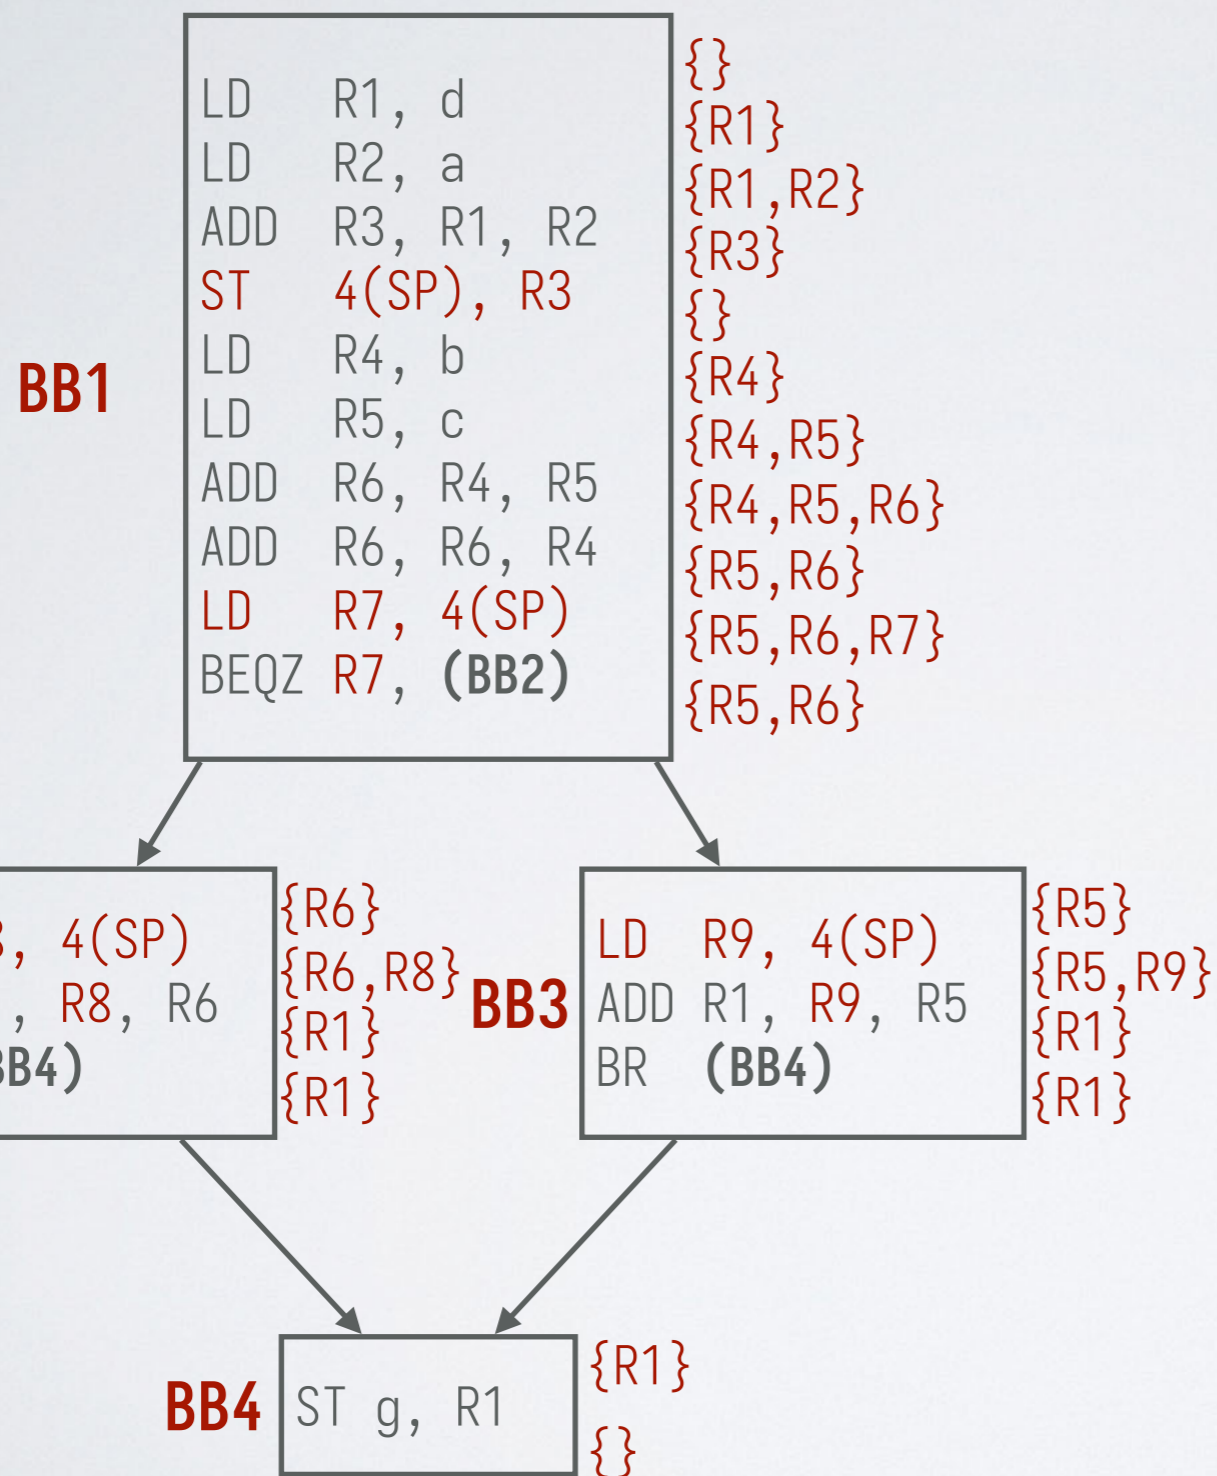 {}
LD R1, d
{R1}
LD R2, a
{R1,R2}
ADD R3, R1, R2
{R3}
ST 4(SP), R3
{}
LD R4, b
{R4}
BB1
LD R5, c
{R4,R5}
ADD R6, R4, R5
{R4,R5,R6}
ADD R6, R6, R4
{R5,R6}
LD R7, 4(SP)
{R5,R6,R7}
BEQZ R7, (BB2)
{R5,R6}
{R6}
, 4(SP)
{R6,R8}
, R8, R6
{R1}
BB4)
{R1}
BB3
{R5}
LD R9, 4(SP)
{R5,R9}
ADD R1, R9, R5
{R1}
BR (BB4)
{R1}
BB4
{R1}
ST g, R1
{}